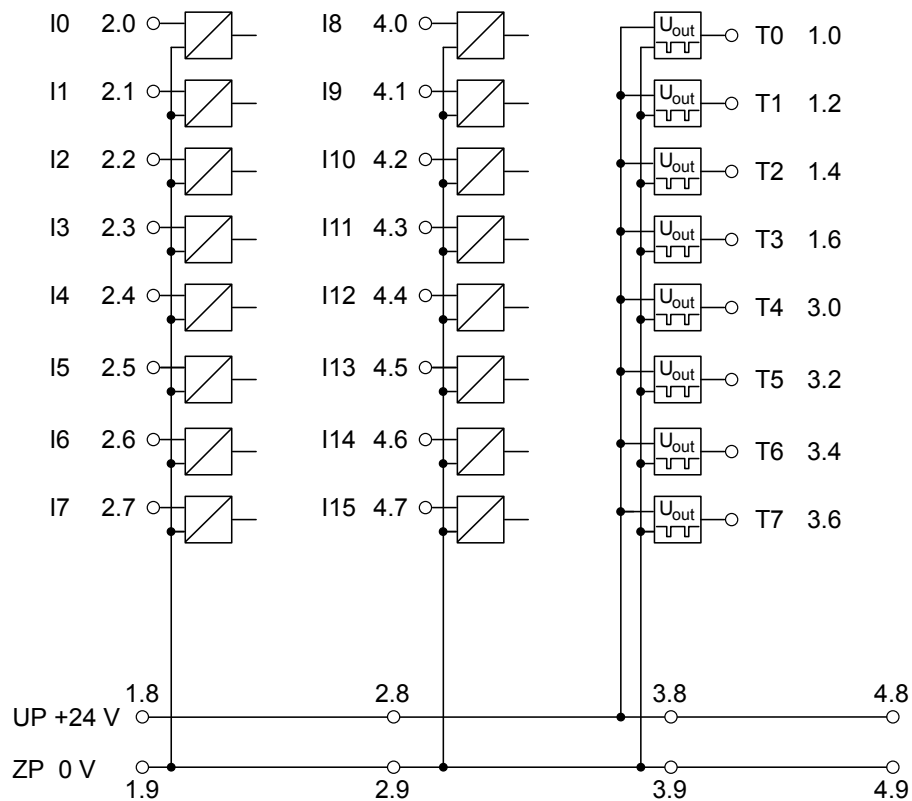 I0 2.0 I8 4.0 Uout T0 1.0
I1 2.1 I9 4.1 Uout T1 1.2
I2 2.2 I10 4.2 Uout T2 1.4
I3 2.3 I11 4.3 Uout T3 1.6
I4 2.4 I12 4.4 Uout T4 3.0
I5 2.5 I13 4.5 Uout T5 3.2
I6 2.6 I14 4.6 Uout T6 3.4
I7 2.7 I15 4.7 Uout T7 3.6
1.8 2.8 3.8 4.8
UP +24 V
ZP 0 V
1.9 2.9 3.9 4.9